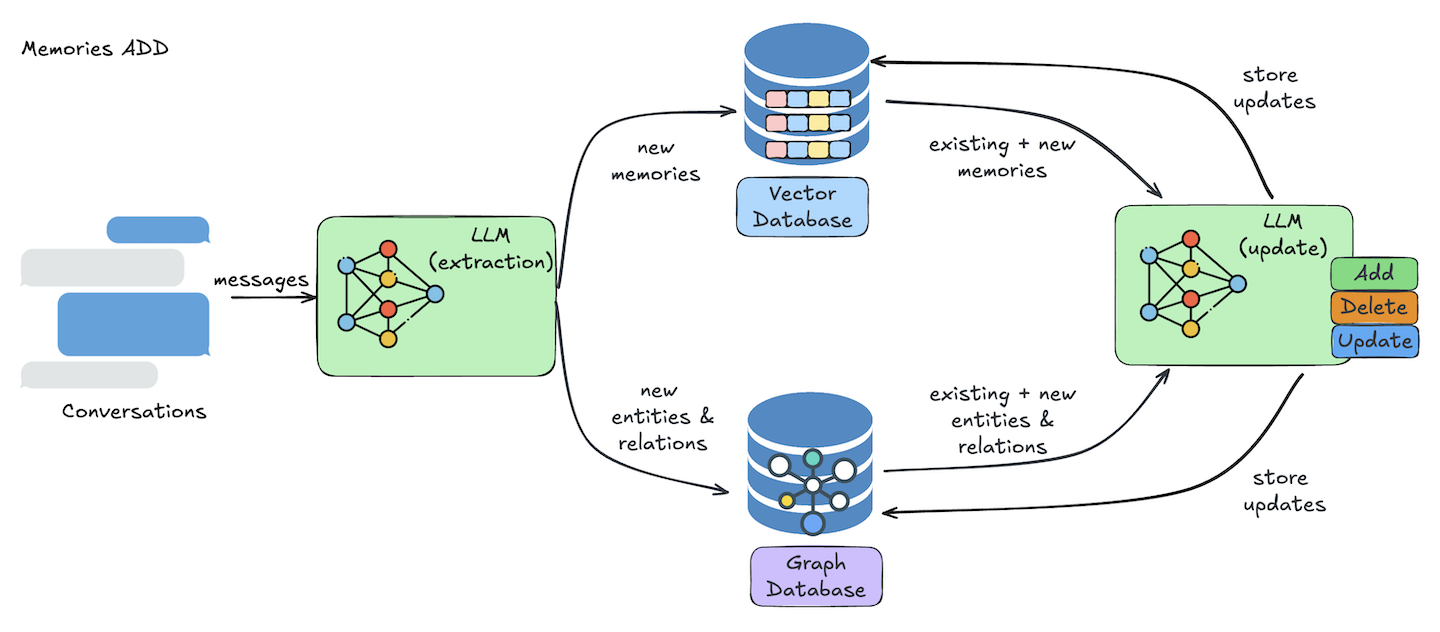 Memories ADD
store
updates
new
memories
existing + new
memories
Vector
Database
LLM
(extraction)
LLM
(update)
messages
Add
Delete
Update
Conversations
new
entities &
relations
existing + new
entities &
relations
store
updates
Graph
Database